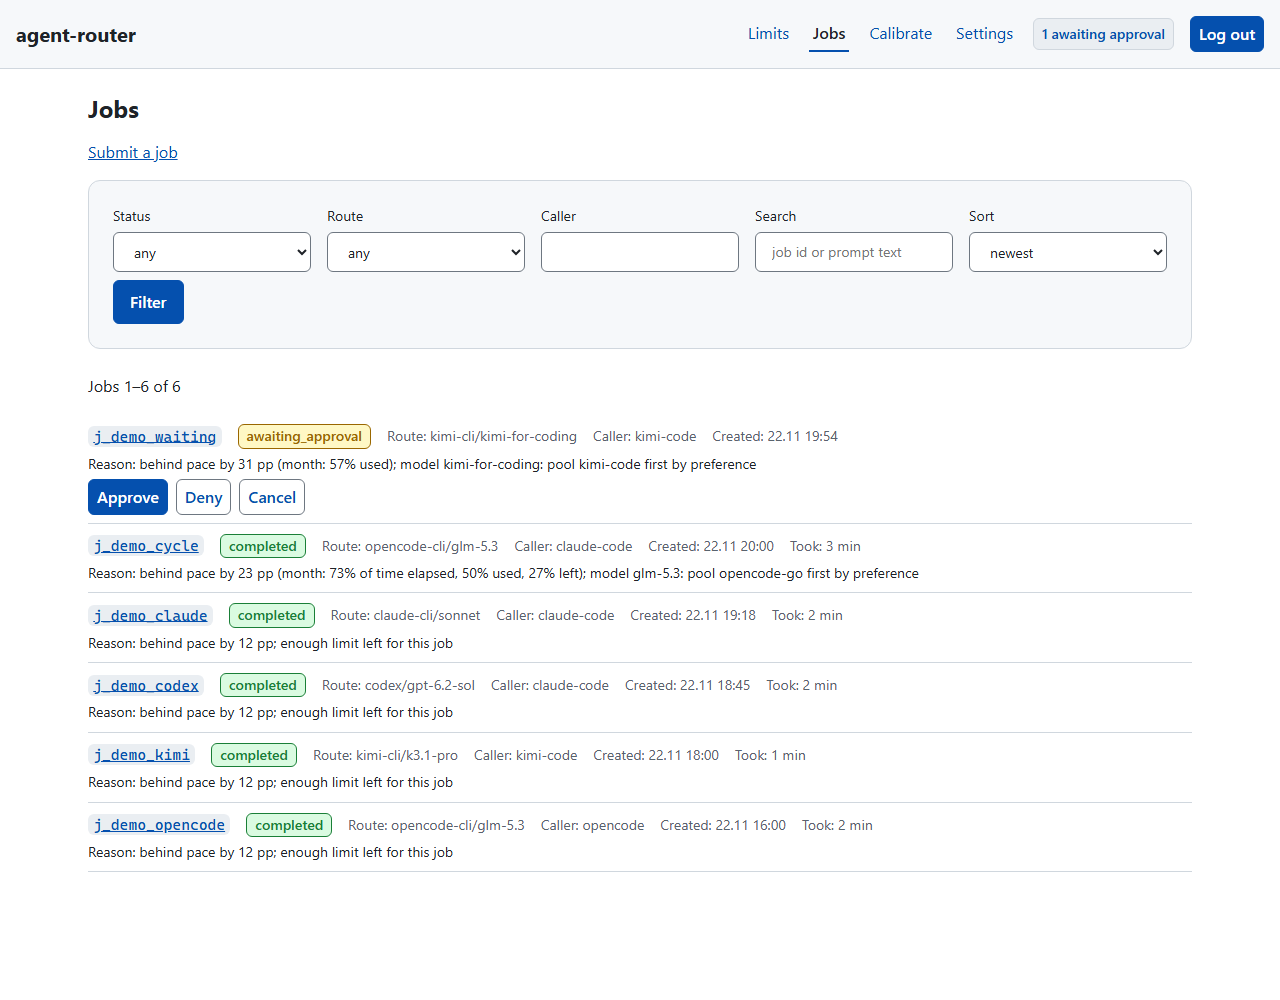 agent-router
Limits
Jobs
Calibrate
Settings
1 awaiting approval
Log out
Jobs
Submit a job
Status
Route
Caller
Search
Sort
any
any
job id or prompt text
newest
Filter
Jobs 1–6 of 6
j_demo_waiting awaiting_approval Route: kimi-cli/kimi-for-coding Caller: kimi-code Created: 22.11 19:54
Reason: behind pace by 31 pp (month: 57% used); model kimi-for-coding: pool kimi-code first by preference
Approve Deny Cancel
j_demo_cycle completed Route: opencode-cli/glm-5.3 Caller: claude-code Created: 22.11 20:00 Took: 3 min
Reason: behind pace by 23 pp (month: 73% of time elapsed, 50% used, 27% left); model glm-5.3: pool opencode-go first by preference
j_demo_claude completed Route: claude-cli/sonnet Caller: claude-code Created: 22.11 19:18 Took: 2 min
Reason: behind pace by 12 pp; enough limit left for this job
j_demo_codex completed Route: codex/gpt-6.2-sol Caller: claude-code Created: 22.11 18:45 Took: 2 min
Reason: behind pace by 12 pp; enough limit left for this job
j_demo_kimi completed Route: kimi-cli/k3.1-pro Caller: kimi-code Created: 22.11 18:00 Took: 1 min
Reason: behind pace by 12 pp; enough limit left for this job
j_demo_opencode completed Route: opencode-cli/glm-5.3 Caller: opencode Created: 22.11 16:00 Took: 2 min
Reason: behind pace by 12 pp; enough limit left for this job